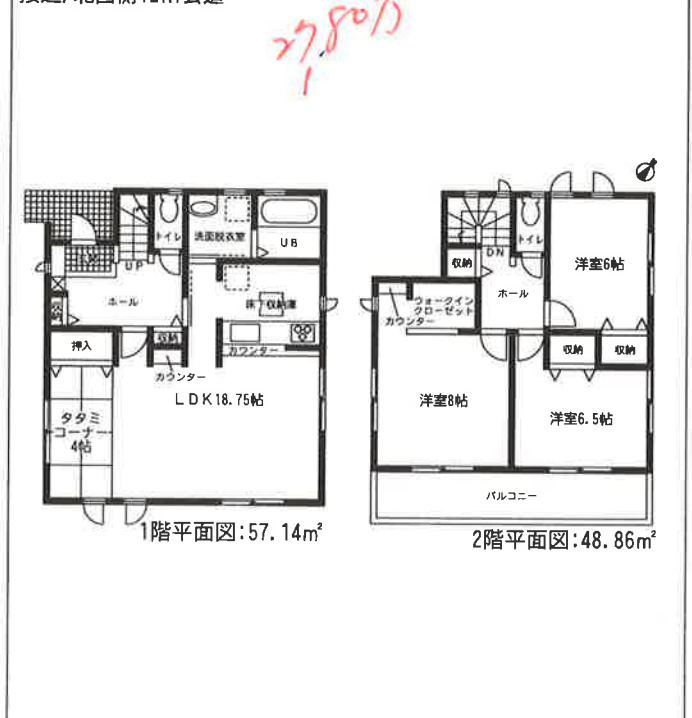 27.80万
1
トイレ
洗面脱衣室
UB
玄関
UP
ホール
床下収納庫
収納
押入
収納
カウンター
カウンター
LDK18.75帖
タタミ
コーナー
4帖
1階平面図:57.14㎡
トイレ
DN
収納
ホール
洋室6帖
ウォークイン
クローゼット
カウンター
収納
収納
洋室8帖
洋室6.5帖
バルコニー
2階平面図:48.86㎡